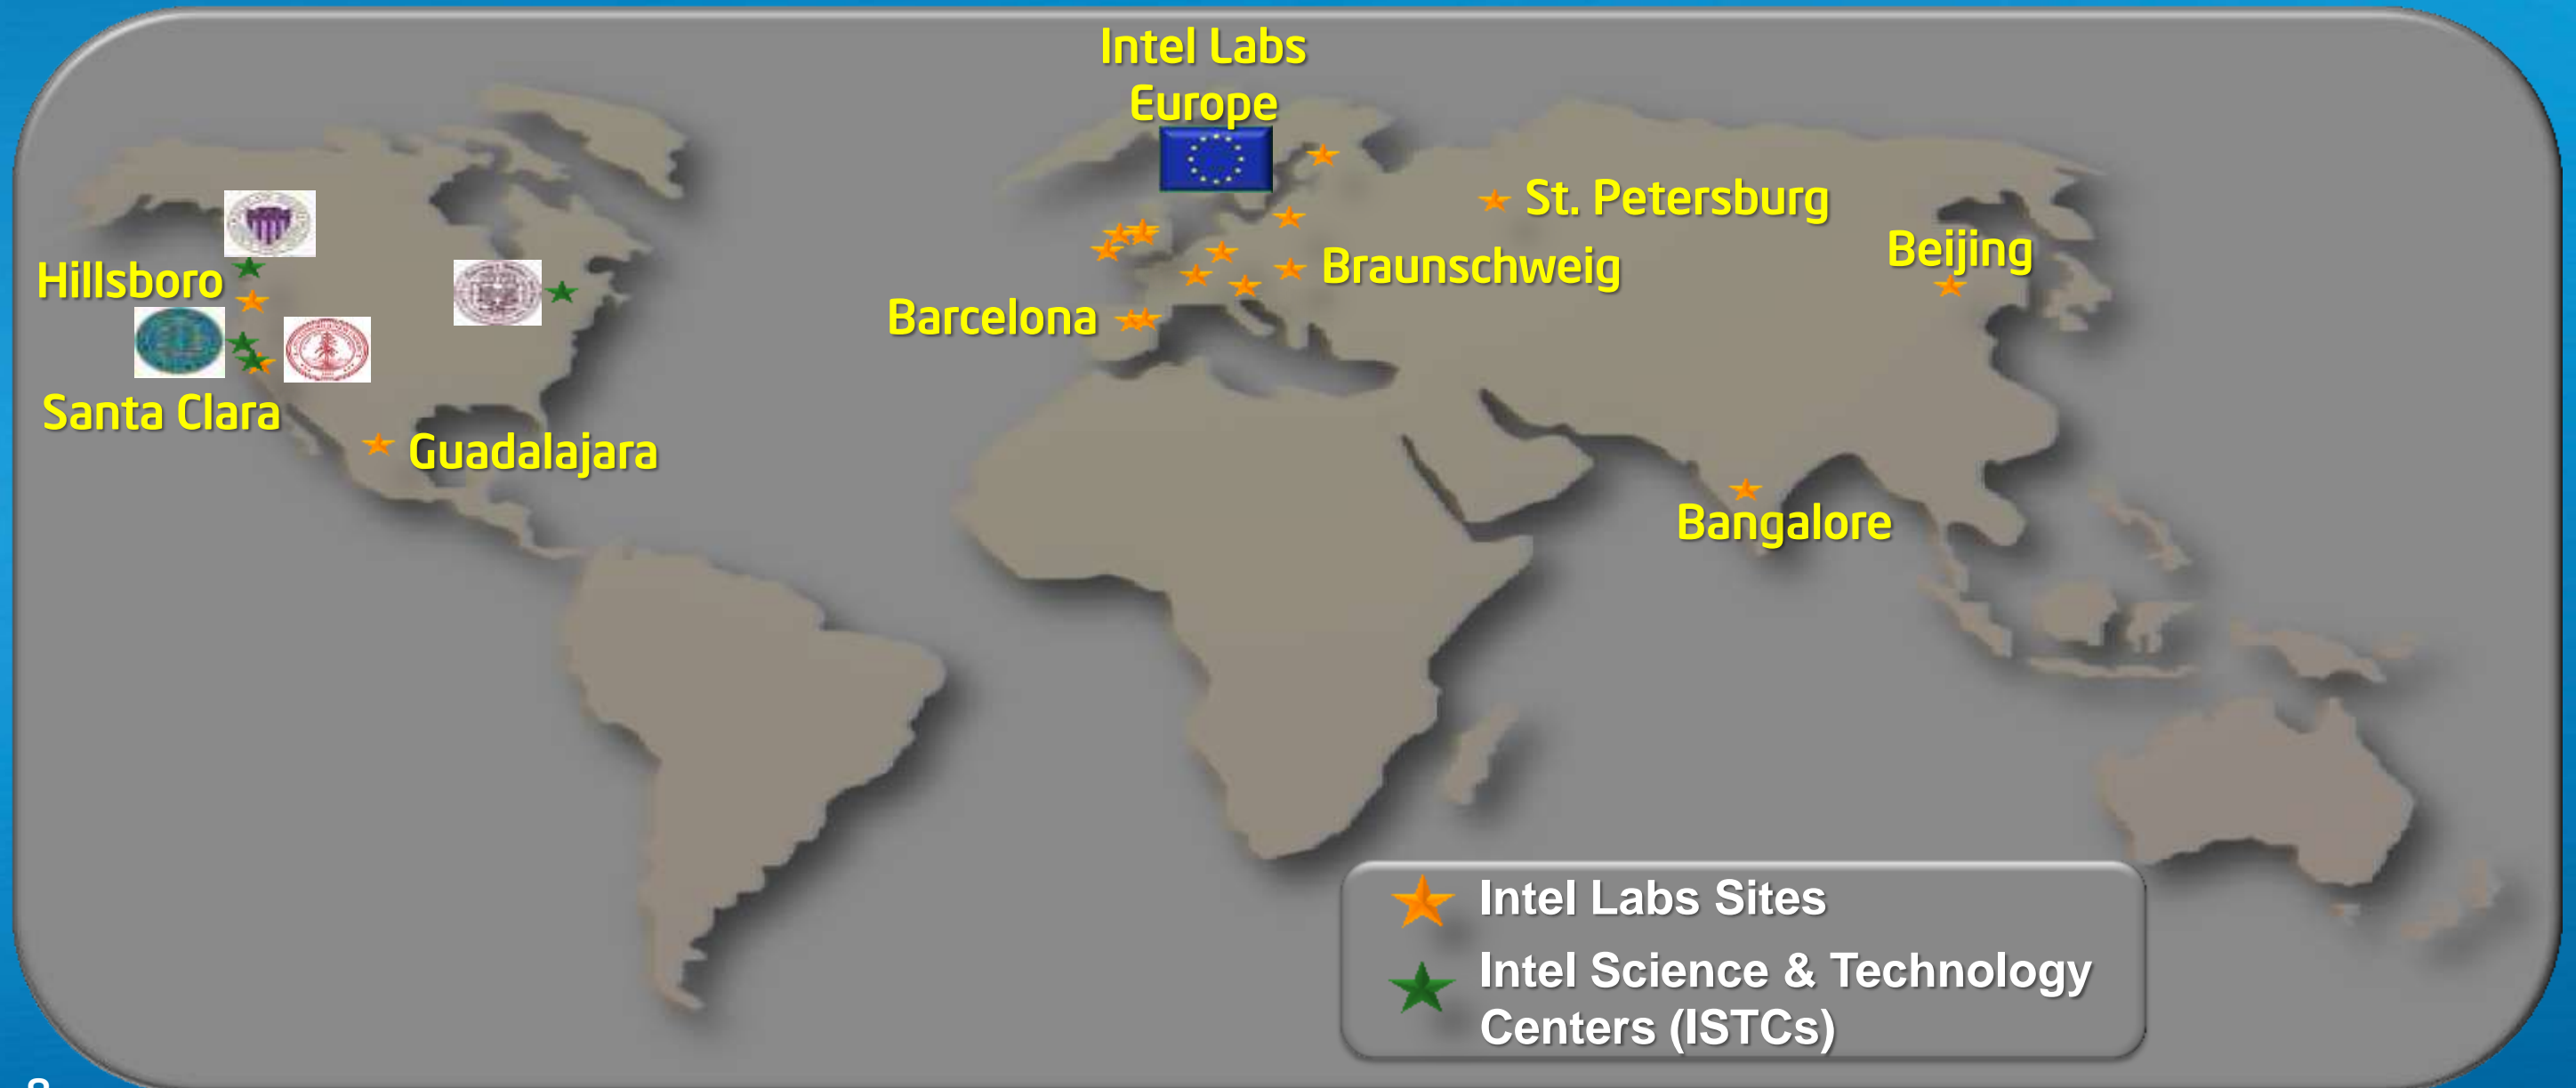 Intel Labs
Europe
St. Petersburg
Beijing
Hillsboro
Braunschweig
Barcelona
Santa Clara
Guadalajara
Bangalore
Intel Labs Sites
Intel Science & Technology
Centers (ISTCs)